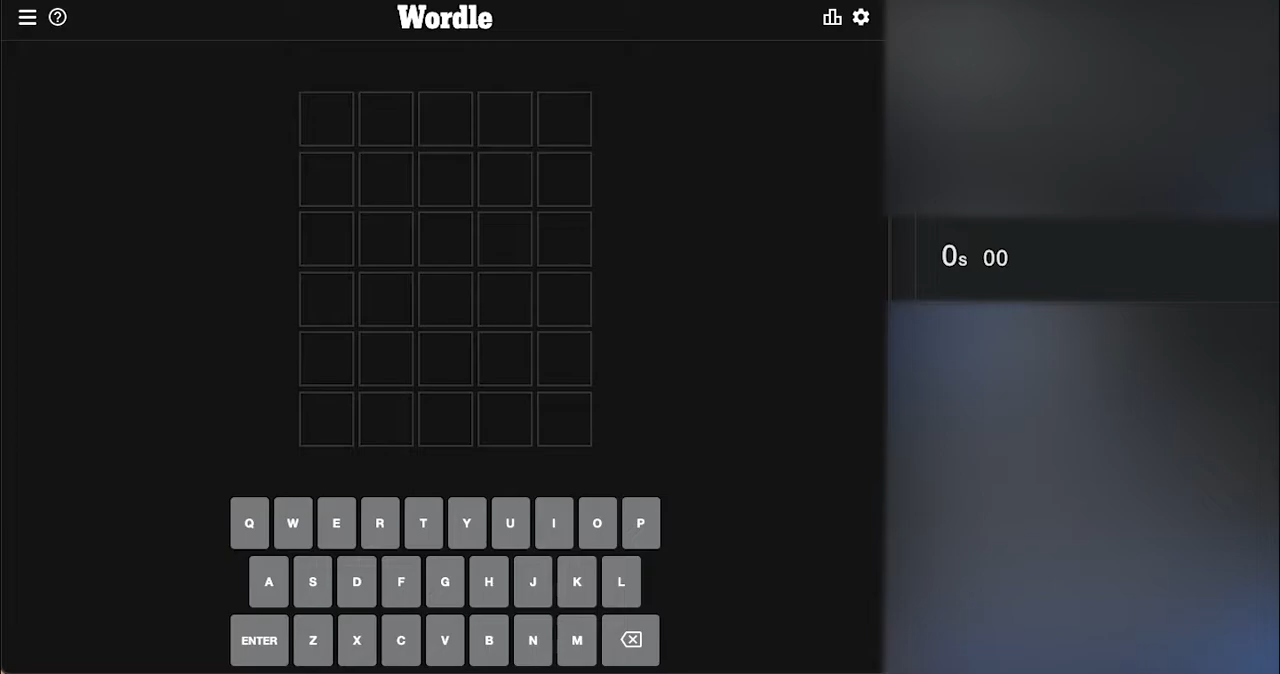 Wordle
0s 00
Q W E R T Y U I O P
A S D F G H J K L
ENTER Z X C V B N M